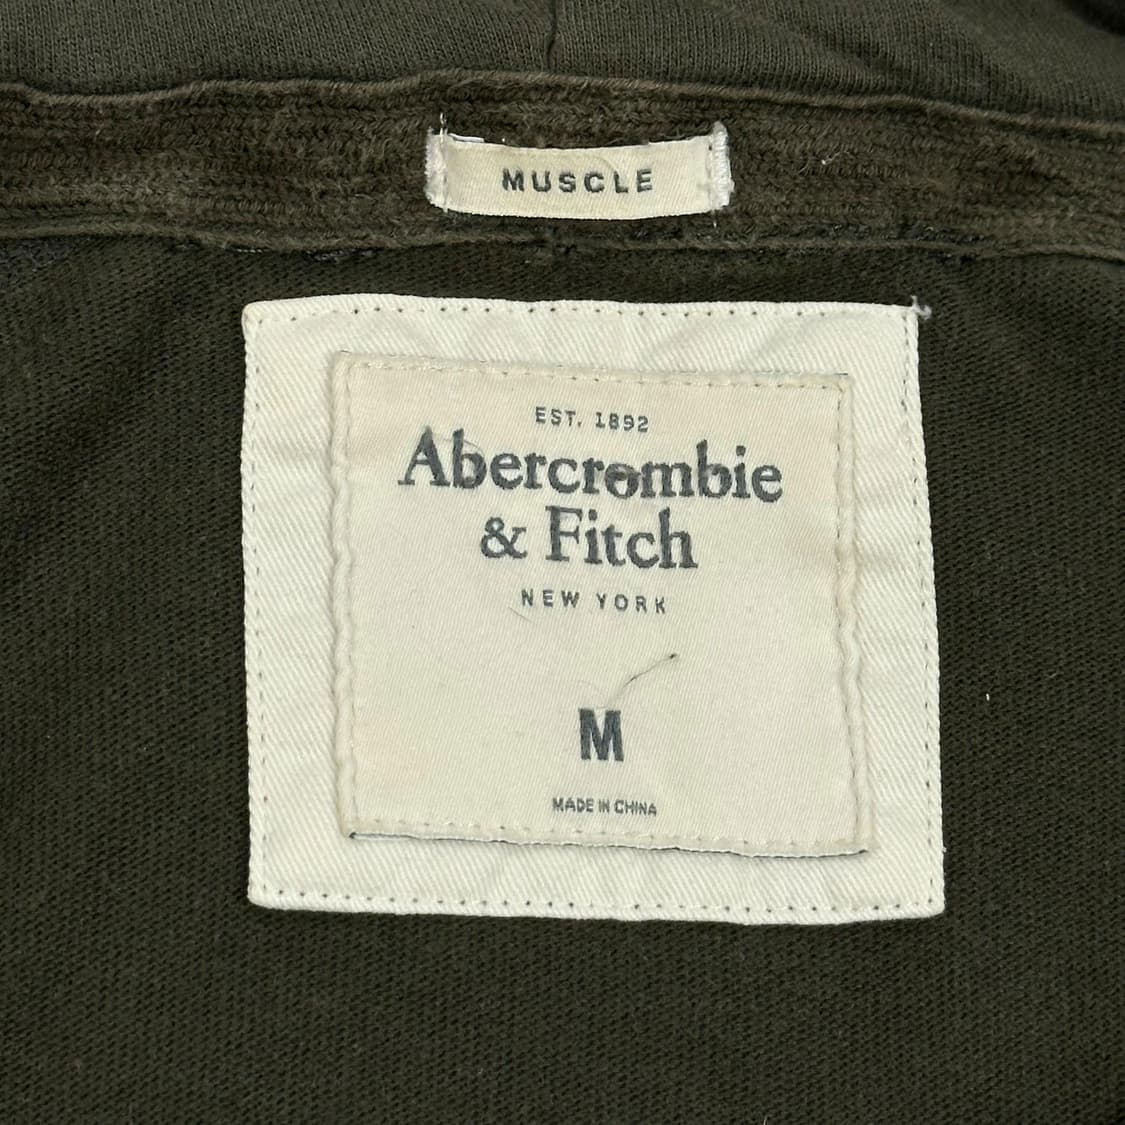 MUSCLE
EST. 1892
Abercrombie
& Fitch
NEW YORK
M
MADE IN CHINA